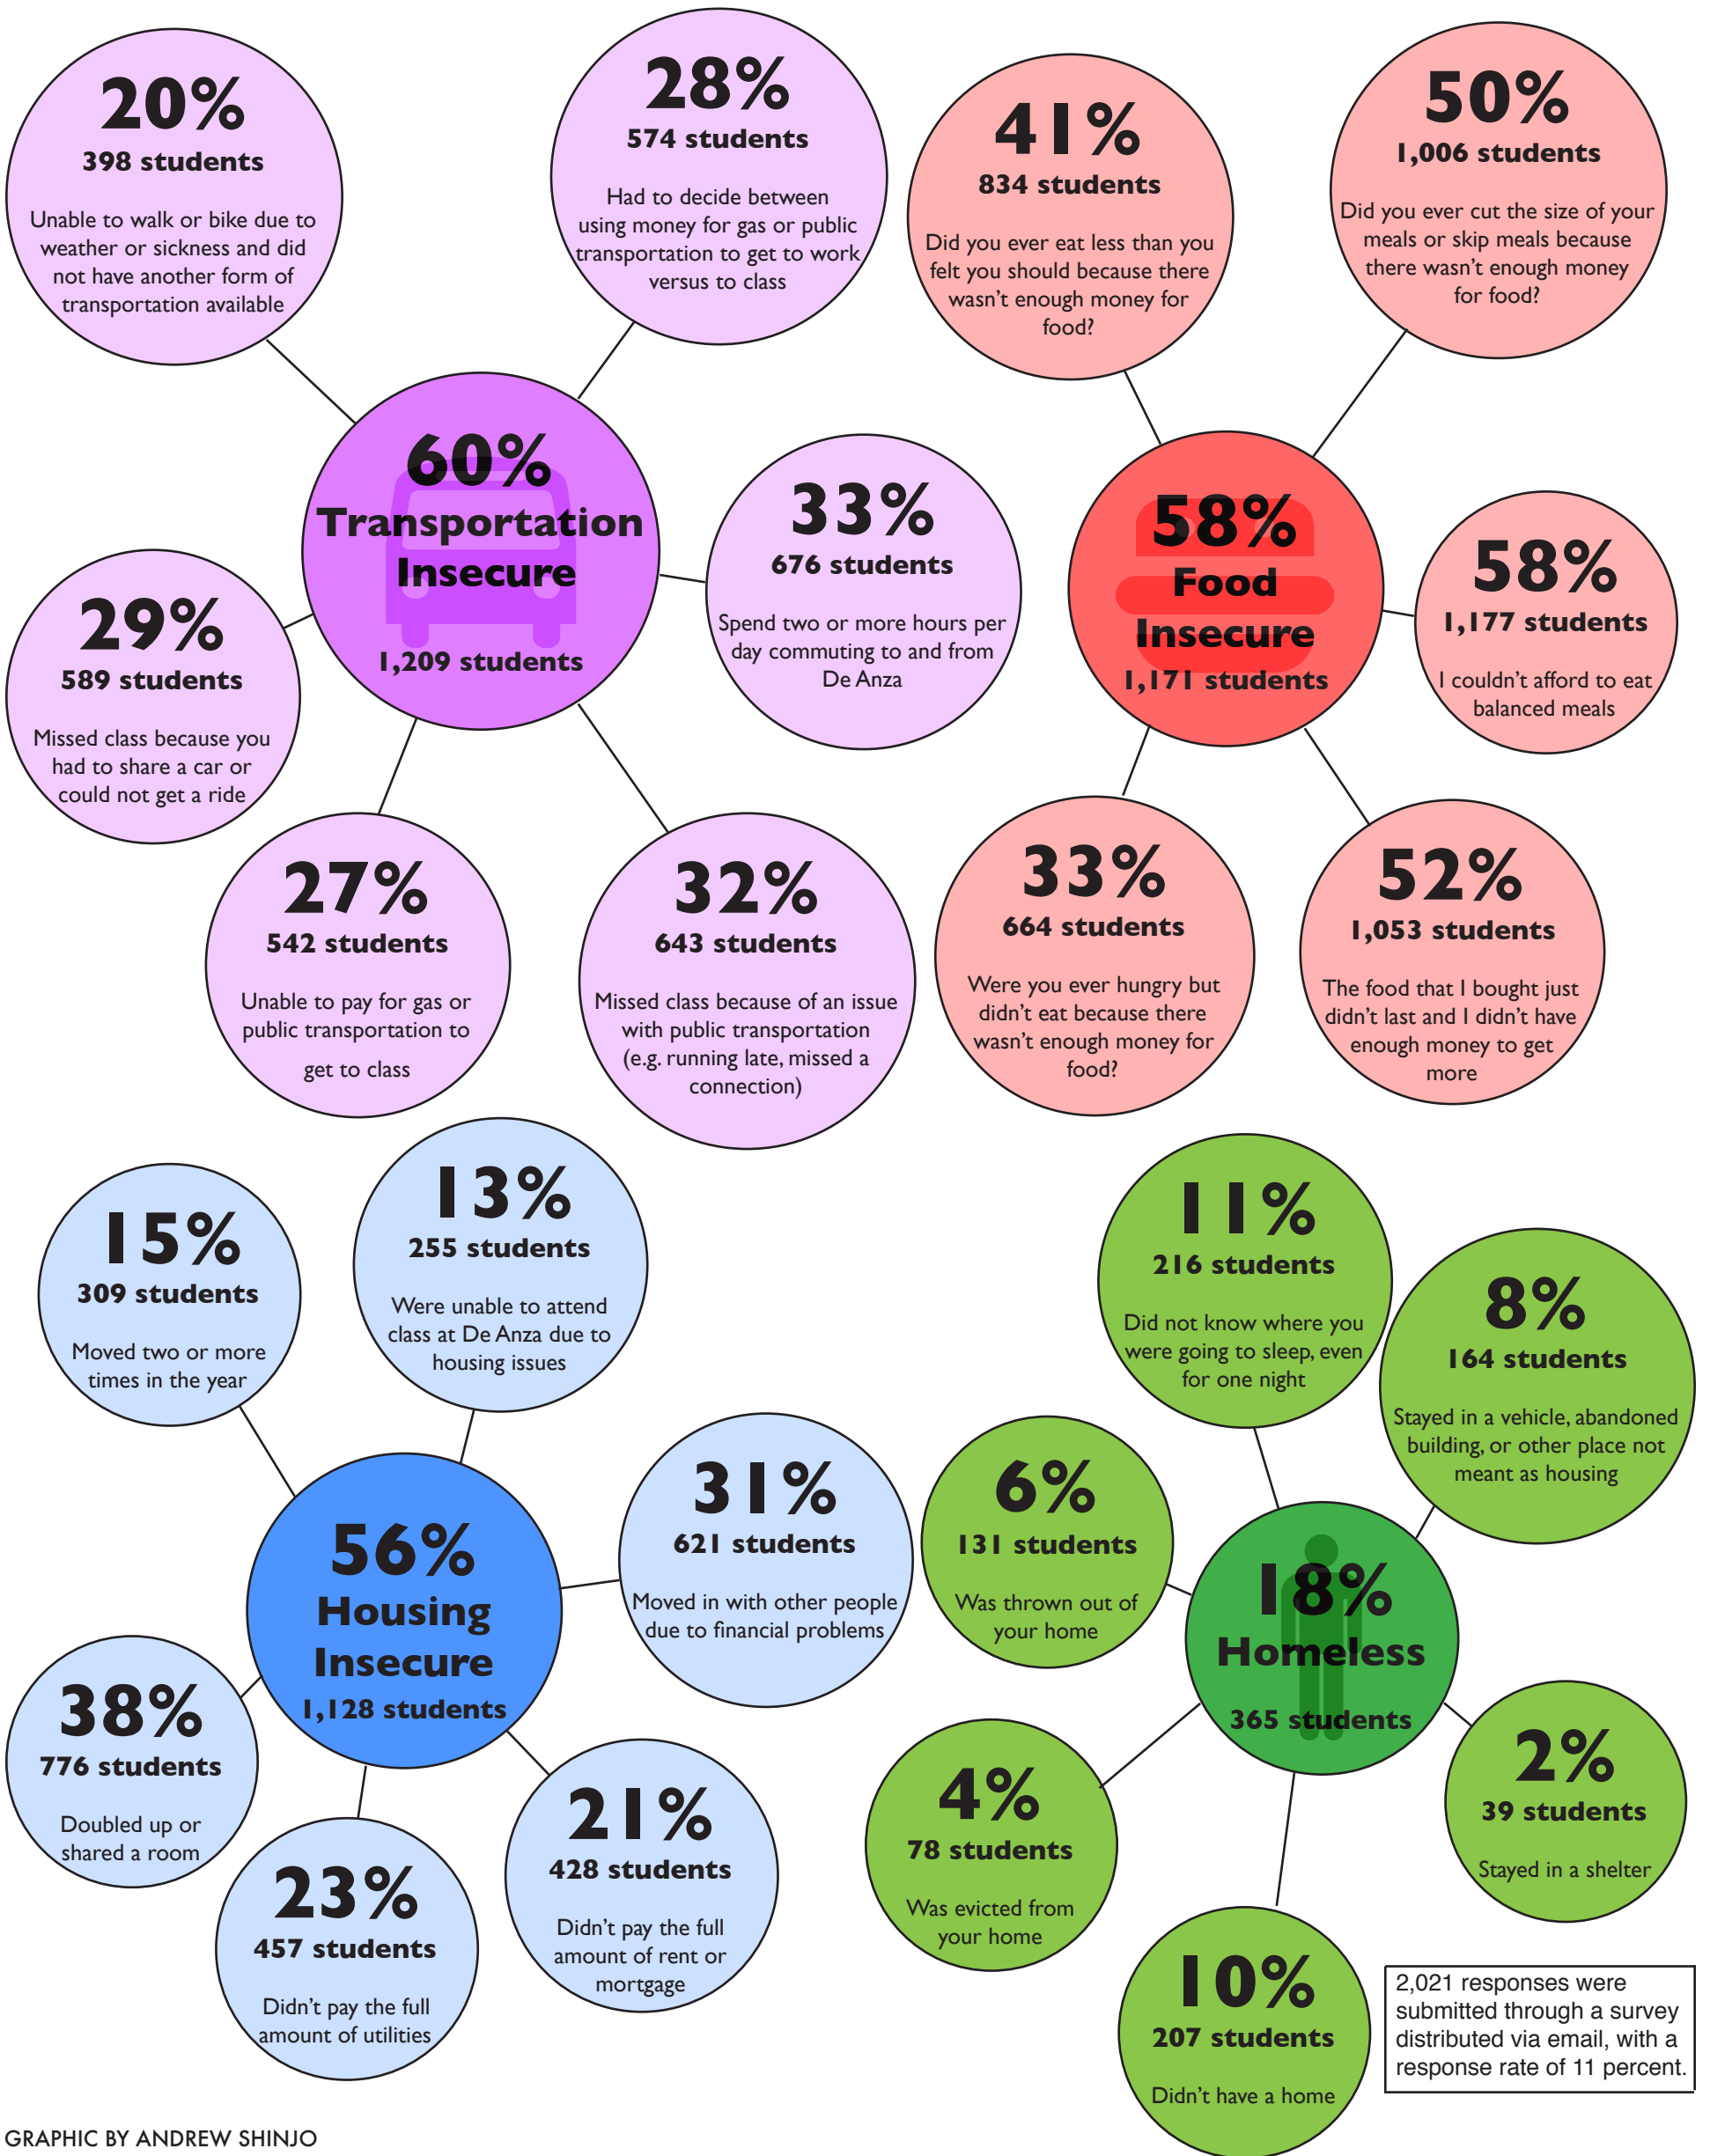 20%
398 students
Unable to walk or bike due to
weather or sickness and did
not have another form of
transportation available
28%
574 students
Had to decide between
using money for gas or public
transportation to get to work
versus to class
60%
Transportation
Insecure
1,209 students
33%
676 students
Spend two or more hours per
day commuting to and from
De Anza
29%
589 students
Missed class because you
had to share a car or
could not get a ride
27%
542 students
Unable to pay for gas or
public transportation to
get to class
32%
643 students
Missed class because of an issue
with public transportation
(e.g. running late, missed a
connection)
41%
834 students
Did you ever eat less than you
felt you should because there
wasn't enough money for
food?
50%
1,006 students
Did you ever cut the size of your
meals or skip meals because
there wasn't enough money
for food?
58%
Food
Insecure
1,171 students
58%
1,177 students
I couldn't afford to eat
balanced meals
33%
664 students
Were you ever hungry but
didn't eat because there
wasn't enough money for
food?
52%
1,053 students
The food that I bought just
didn't last and I didn't have
enough money to get
more
15%
309 students
Moved two or more
times in the year
13%
255 students
Were unable to attend
class at De Anza due to
housing issues
56%
Housing
Insecure
1,128 students
31%
621 students
Moved in with other people
due to financial problems
38%
776 students
Doubled up or
shared a room
23%
457 students
Didn't pay the full
amount of utilities
21%
428 students
Didn't pay the full
amount of rent or
mortgage
11%
216 students
Did not know where you
were going to sleep, even
for one night
8%
164 students
Stayed in a vehicle, abandoned
building, or other place not
meant as housing
6%
131 students
Was thrown out of
your home
18%
Homeless
365 students
4%
78 students
Was evicted from
your home
2%
39 students
Stayed in a shelter
10%
207 students
Didn't have a home
2,021 responses were
submitted through a survey
distributed via email, with a
response rate of 11 percent.
GRAPHIC BY ANDREW SHINJO